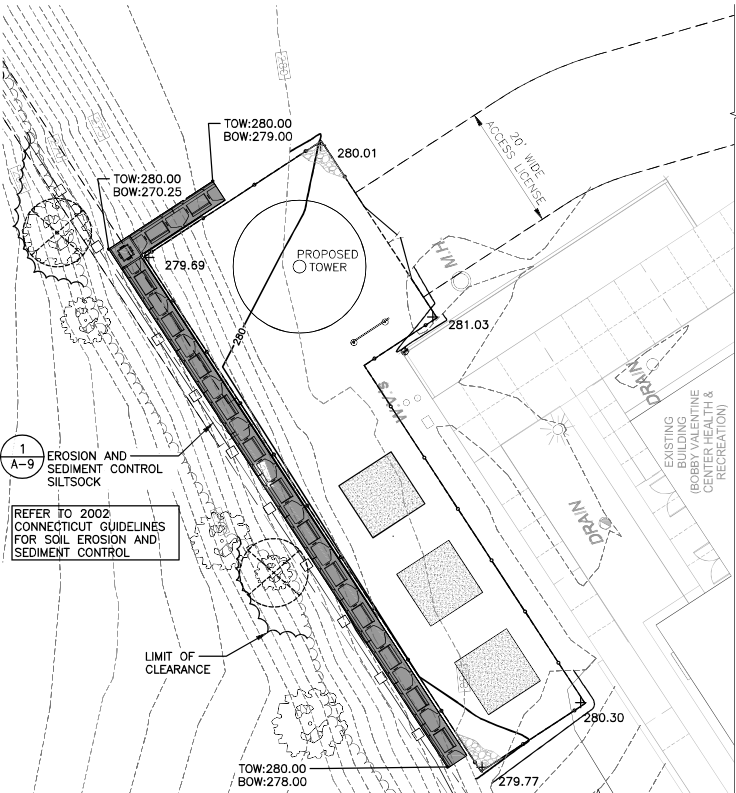 TOW:280.00
BOW:279.00
280.01
20' WIDE
ACCESS LICENSE
TOW:280.00
BOW:270.25
279.69
PROPOSED
TOWER
M.H.
281.03
280
W.V.'s
DRAIN
EXISTING
BUILDING
(BOBBY VALENTINE
CENTER HEALTH &
RECREATION)
1
A-9
EROSION AND
SEDIMENT CONTROL
SILTSOCK
REFER TO 2002
CONNECTICUT GUIDELINES
FOR SOIL EROSION AND
SEDIMENT CONTROL
DRAIN
LIMIT OF
CLEARANCE
280.30
TOW:280.00
BOW:278.00
279.77